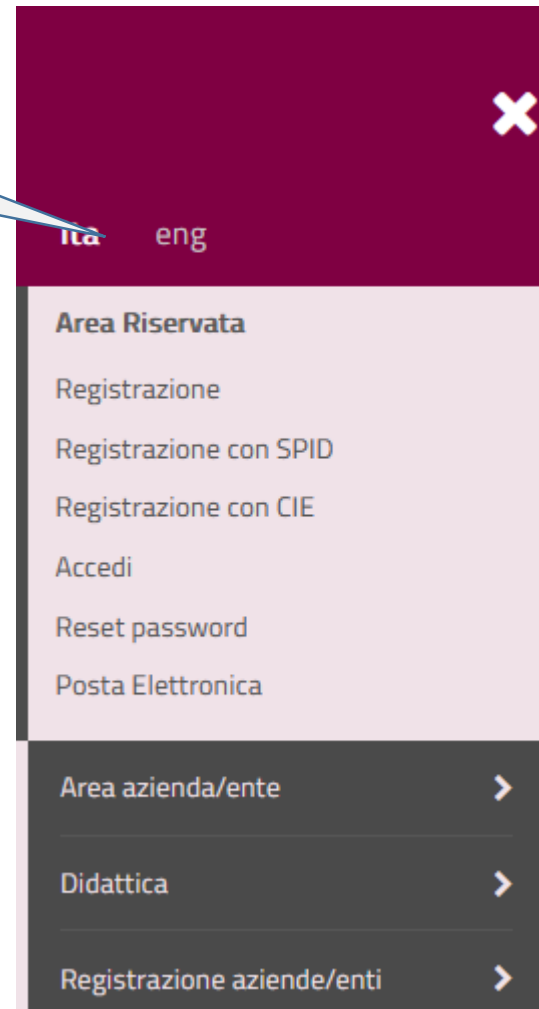 ita eng
Area Riservata
Registrazione
Registrazione con SPID
Registrazione con CIE
Accedi
Reset password
Posta Elettronica
Area azienda/ente
Didattica
Registrazione aziende/enti